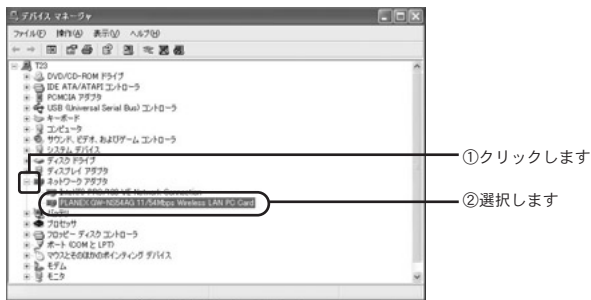 デバイス マネージャ
ファイル(F) 操作(A) 表示(V) ヘルプ(H)
T23
DVD/CD-ROM ドライブ
IDE ATA/ATAPI コントローラ
PCMCIA アダプタ
USB (Universal Serial Bus) コントローラ
キーボード
コンピュータ
サウンド、ビデオ、およびゲーム コントローラ
システム デバイス
ディスク ドライブ
ディスプレイ アダプタ
ネットワーク アダプタ
①クリックします
Intel(R) PRO/100 VE Network Connection
PLANEX GW-NS54AG 11/54Mbps Wireless LAN PC Card
②選択します
バッテリ
プロセッサ
フロッピー ディスク コントローラ
ポート (COM と LPT)
マウスとそのほかのポインティング デバイス
モデム
モニタ